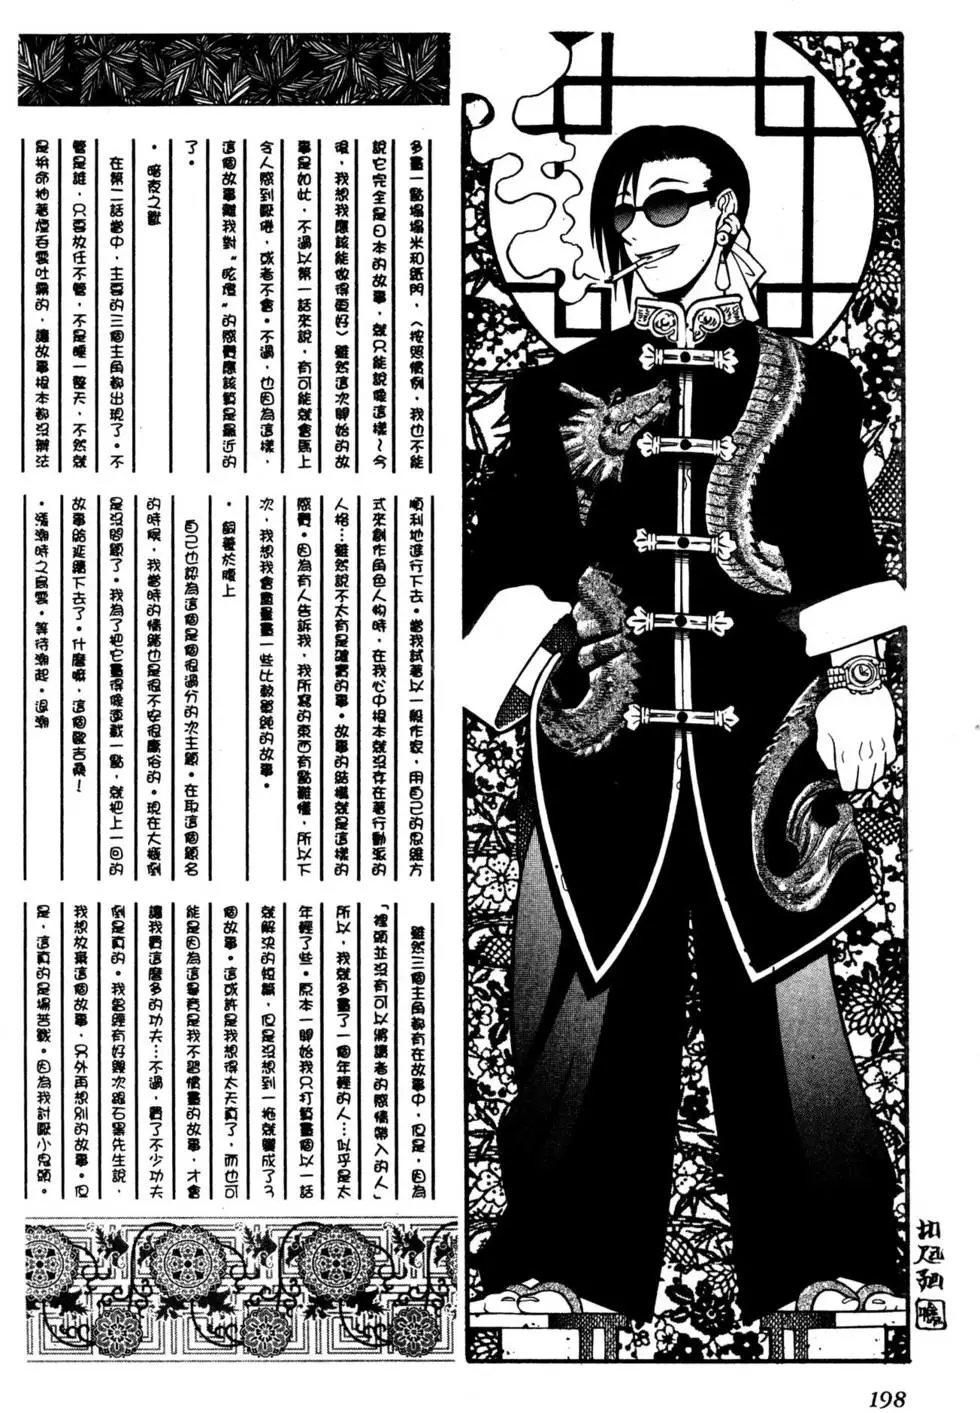 多畫一點塌塌米和紙門，（按照慣例，我也不能
說它完全是日本的故事，就只能說像這樣～今
後，我想我應該能做得更好）雖然這次開始的故
事是如此，不過以第一話來說，有可能就會馬上
令人感到厭倦，或者不會。不過，也因為這樣，
這個故事離我對“眩燈”的感覺應該算是最近的
了。
・暗夜之獸
在第二話當中，主要的三個主角都出現了。不
管是誰，只要放任不管，不是睡一整天，不然就
是拚命抽著煙吞雲吐霧的，讓故事根本都沒辦法
順利地進行下去。當我試著以一般作家，用自己的思維方
式來創作角色人物時，在我心中根本就沒存在著行動派的
人格…雖然說不太有是確實的事。故事的結構就是這樣的
感覺。因為有人告訴我，我所寫的東西有點難懂，所以下
次，我想我會盡量畫一些比較單純的故事。
・飼養於腹上
自己也認為這個是個很過分的次主題。在取這個題名
的時候，我當時的情緒也是很不安很庸俗的。現在大概倒
是沒問題了。我為了把它畫得像連載一點，就把上一回的
故事給延續下去了。什麼嘛，這個歐吉桑！
・滿潮時之烏雲。等待潮起。退潮
雖然三個主角都有在故事中，但是，因為
「裡頭並沒有可以將讀者的感情帶入的人」
所以，我就多畫了一個年輕的人…似乎是太
年輕了些。原本一開始我只打算畫個以一話
就解決的短篇，但是沒想到一拖就變成了3
個故事。這或許是我想得太天真了，而也可
能是因為這畢竟是我不習慣畫的故事，才會
讓我費這麼多的功夫…不過，費了不少功夫
倒是真的。我曾經有好幾次跟石黑先生說，
我想放棄這個故事，另外再想別的故事。但
是，這真的是場苦戰。因為我討厭小鬼頭。
198